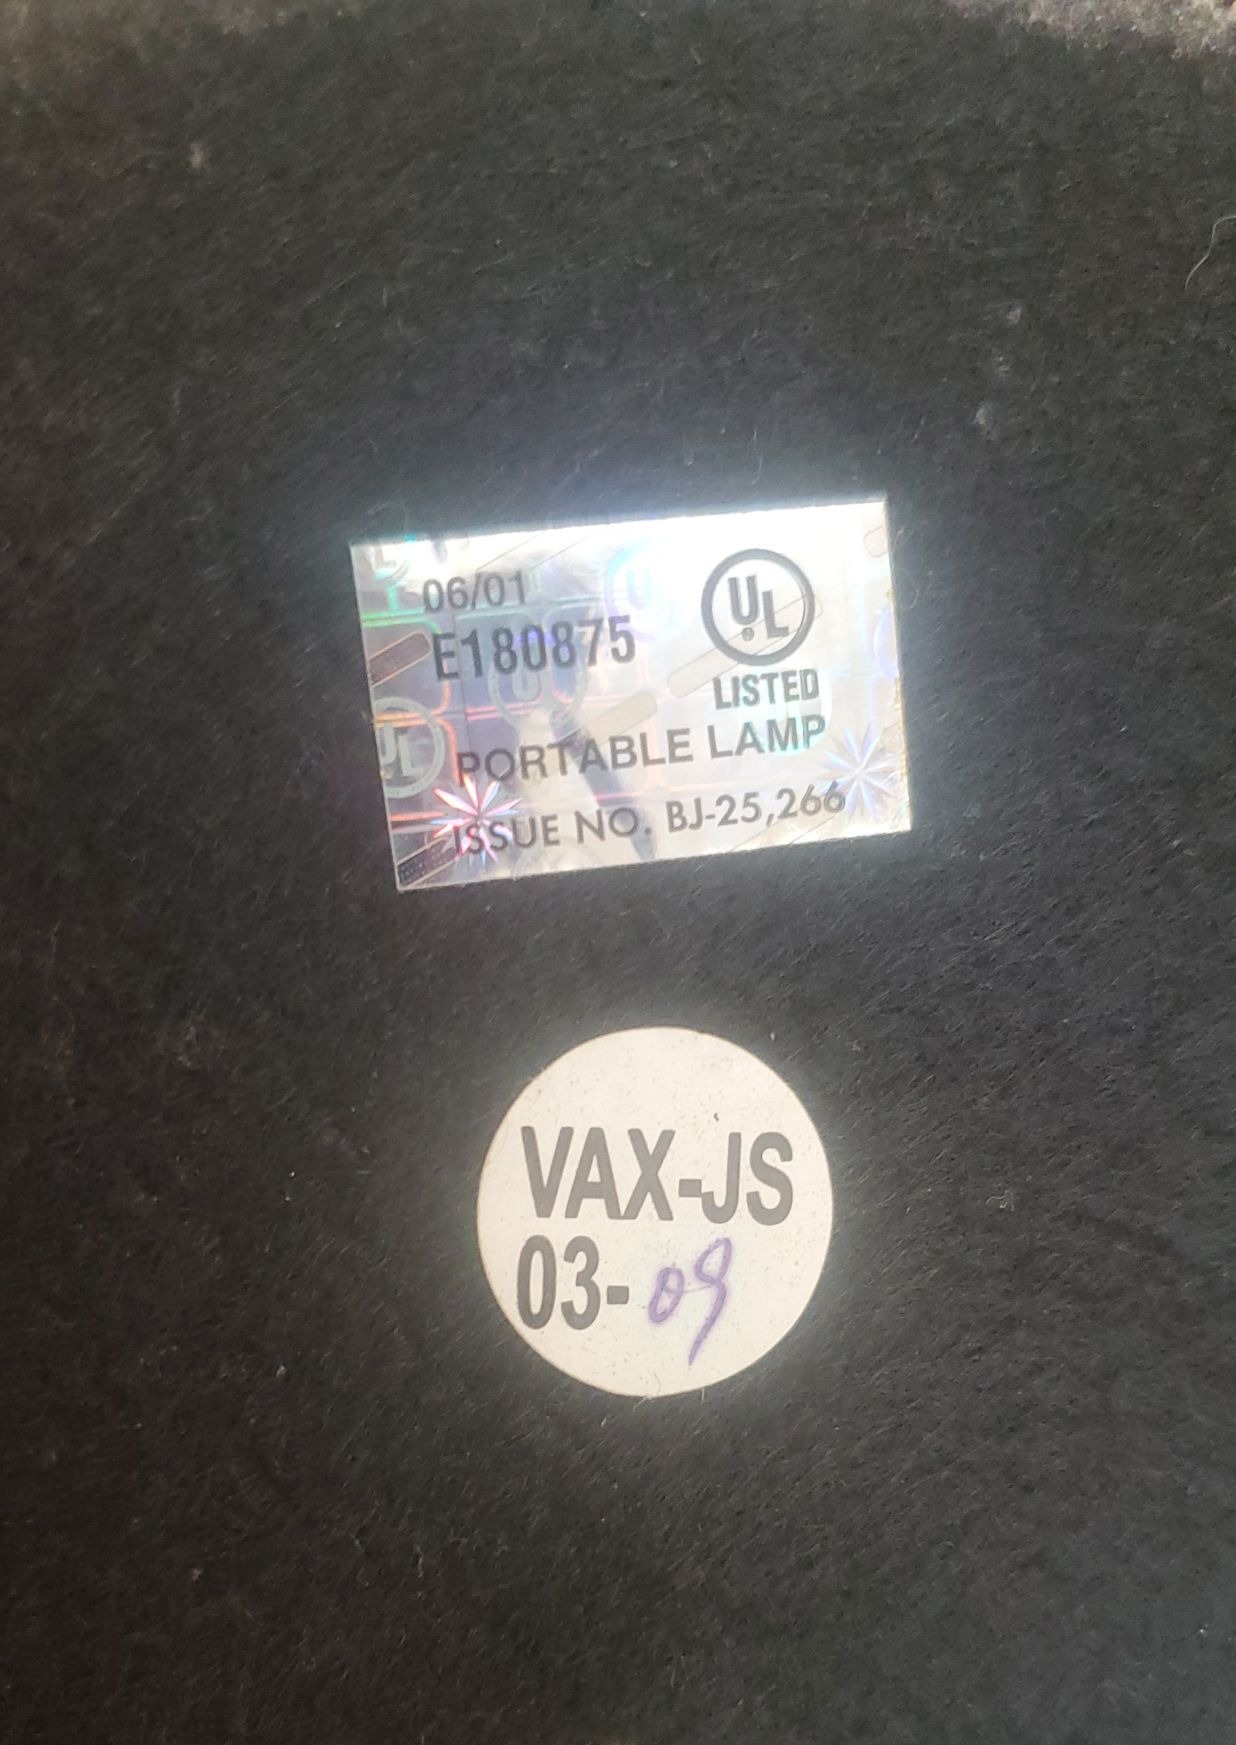 06/01
E180875
UL
LISTED
PORTABLE LAMP
ISSUE NO. BJ-25,266
VAX-JS
03-09